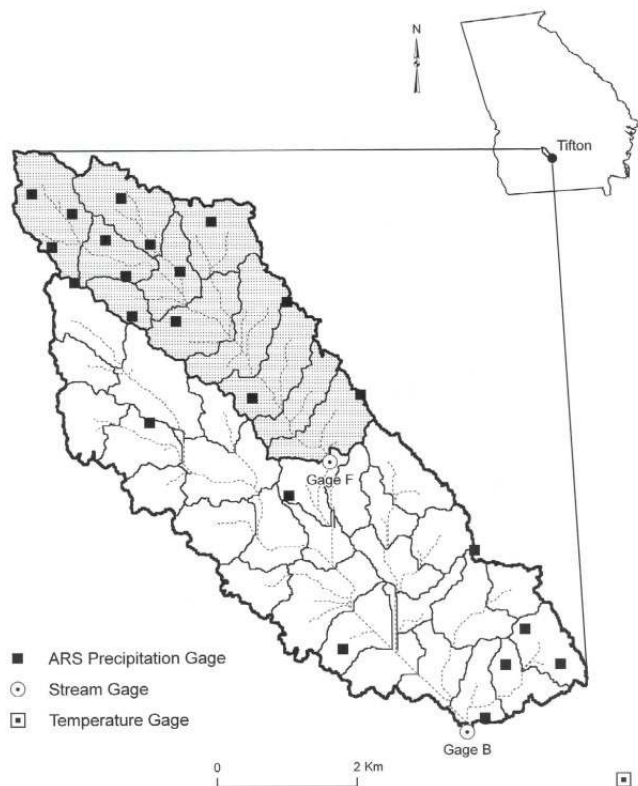 N
Tifton
Gage F
ARS Precipitation Gage
Stream Gage
Temperature Gage
Gage B
0 2 Km